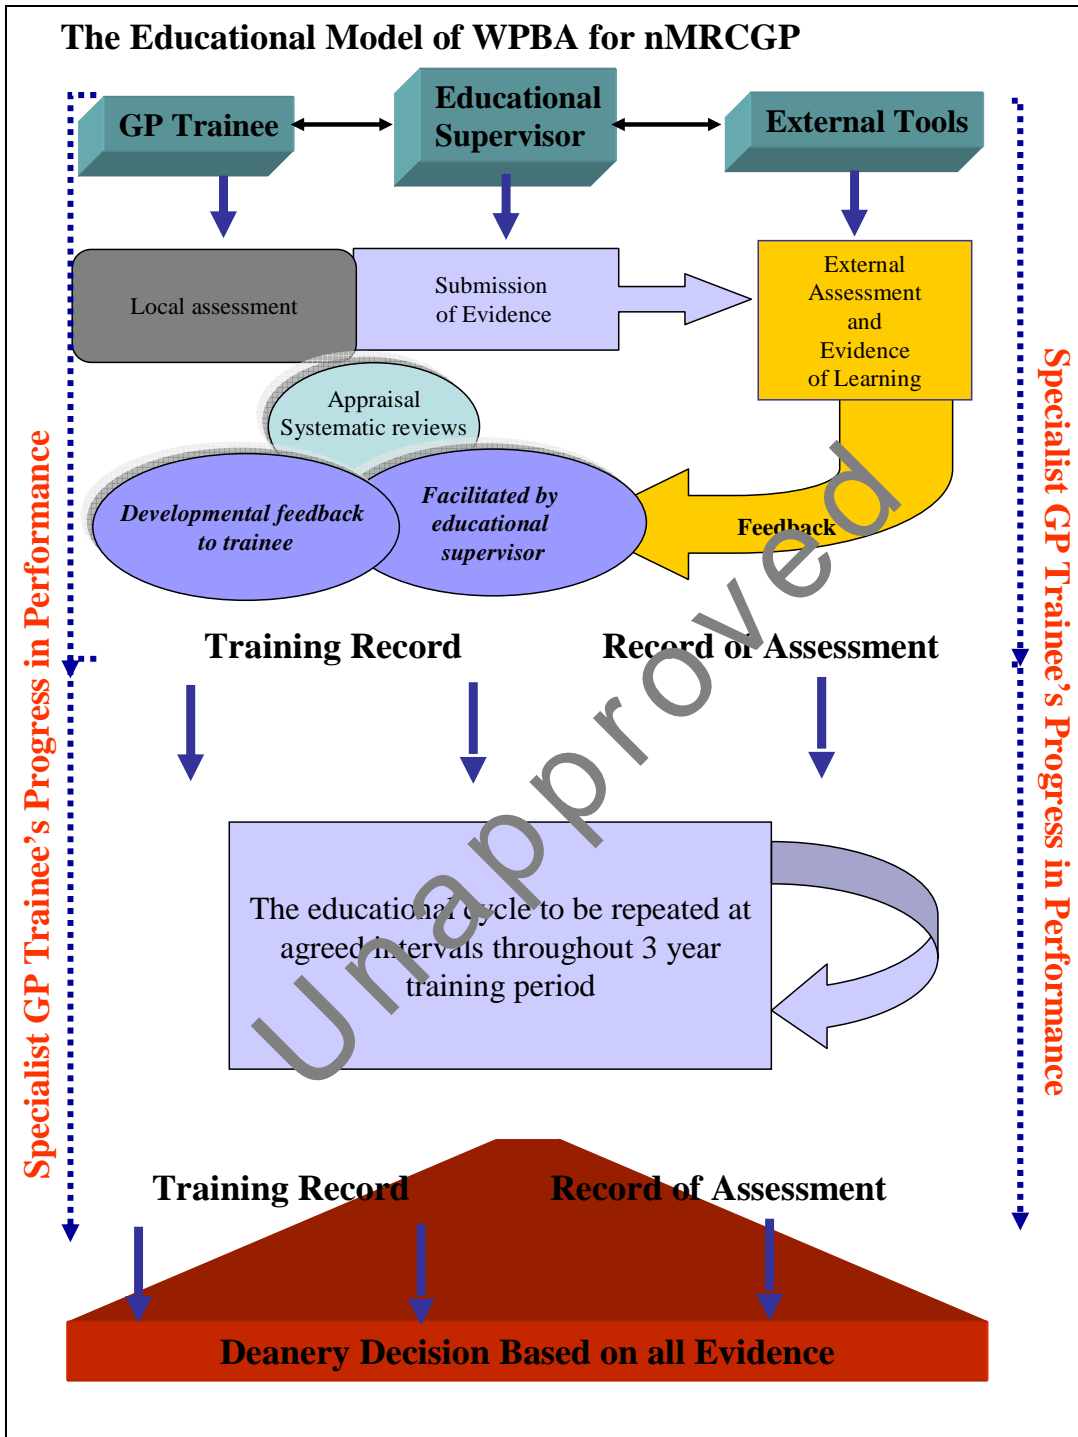 The Educational Model of WPBA for nMRCGP
GP Trainee
Educational
Supervisor
External Tools
Local assessment
Submission
of Evidence
External
Assessment
and
Evidence
of Learning
Appraisal
Systematic reviews
Developmental feedback
to trainee
Facilitated by
educational
supervisor
Feedback
Training Record
Record of Assessment
The educational cycle to be repeated at
agreed intervals throughout 3 year
training period
Training Record
Record of Assessment
Deanery Decision Based on all Evidence
Specialist GP Trainee’s Progress in Performance
Specialist GP Trainee’s Progress in Performance
Unapproved